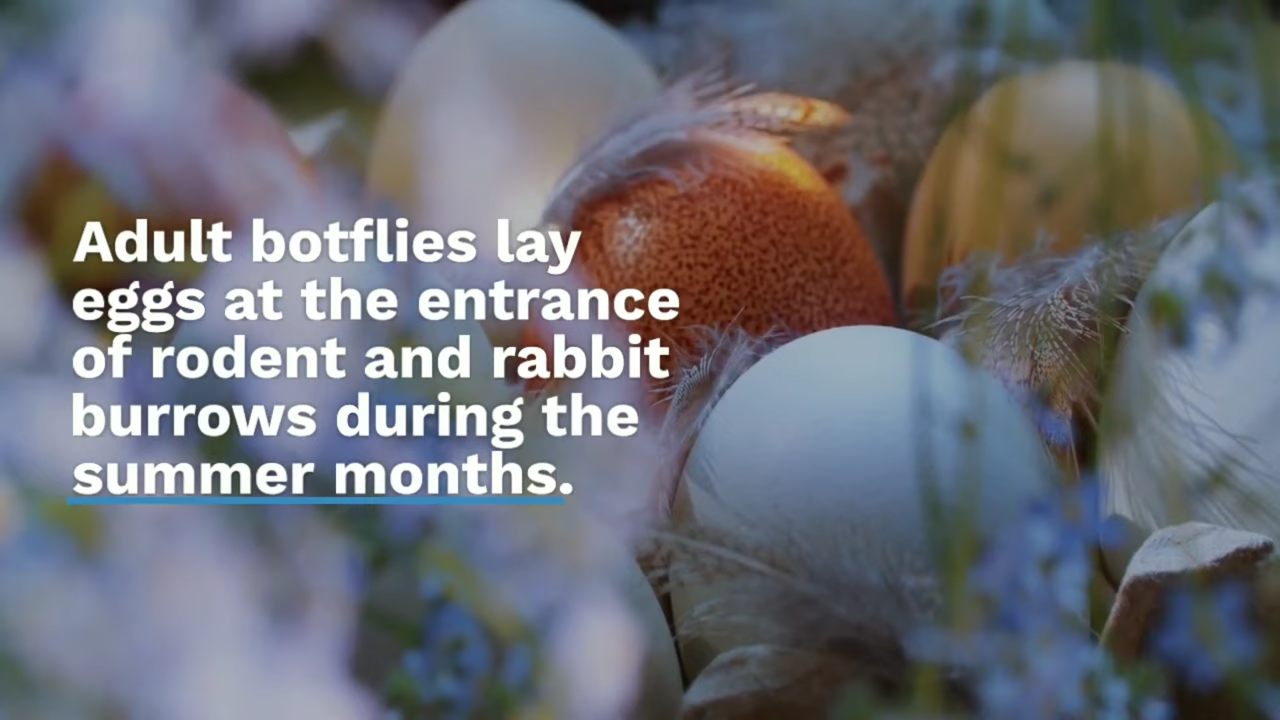 Adult botflies lay
eggs at the entrance
of rodent and rabbit
burrows during the
summer months.